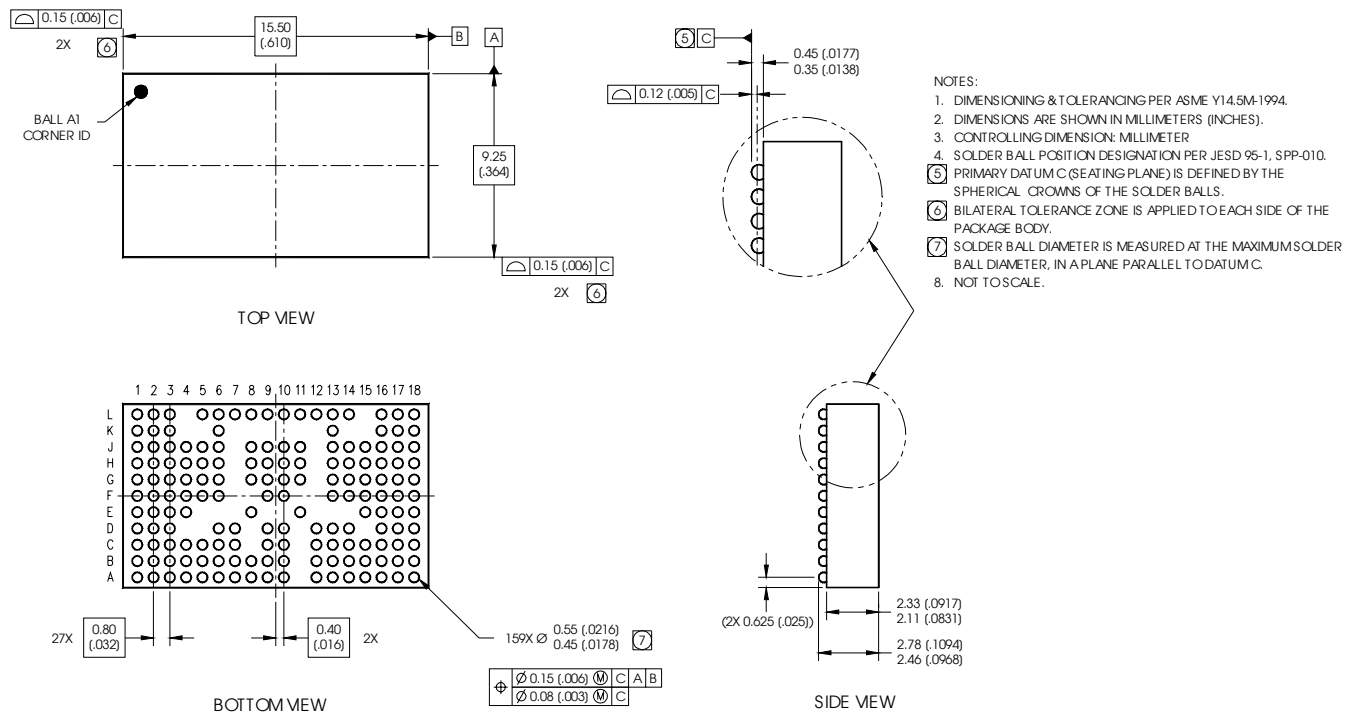 0.15 [.006] C
2X 6
15.50
[.610]
B
A
BALL A1
CORNER ID
9.25
[.364]
0.15 [.006] C
2X 6
TOP VIEW
5 C
0.45 [.0177]
0.35 [.0138]
0.12 [.005] C
NOTES:
1. DIMENSIONING & TOLERANCING PER ASME Y14.5M-1994.
2. DIMENSIONS ARE SHOWN IN MILLIMETERS [INCHES].
3. CONTROLLING DIMENSION: MILLIMETER
4. SOLDER BALL POSITION DESIGNATION PER JESD 95-1, SPP-010.
5 PRIMARY DATUM C (SEATING PLANE) IS DEFINED BY THE
SPHERICAL CROWNS OF THE SOLDER BALLS.
6 BILATERAL TOLERANCE ZONE IS APPLIED TO EACH SIDE OF THE
PACKAGE BODY.
7 SOLDER BALL DIAMETER IS MEASURED AT THE MAXIMUM SOLDER
BALL DIAMETER, IN A PLANE PARALLEL TO DATUM C.
8. NOT TO SCALE.
1 2 3 4 5 6 7 8 9 10 11 12 13 14 15 16 17 18
L
K
J
H
G
F
E
D
C
B
A
27X 0.80
[.032]
0.40
[.016] 2X
159X Ø 0.55 [.0216]
0.45 [.0178] 7
⌖ Ø 0.15 [.006] Ⓜ C A B
Ø 0.08 [.003] Ⓜ C
BOTTOM VIEW
(2X 0.625 [.025])
2.33 [.0917]
2.11 [.0831]
2.78 [.1094]
2.46 [.0968]
SIDE VIEW